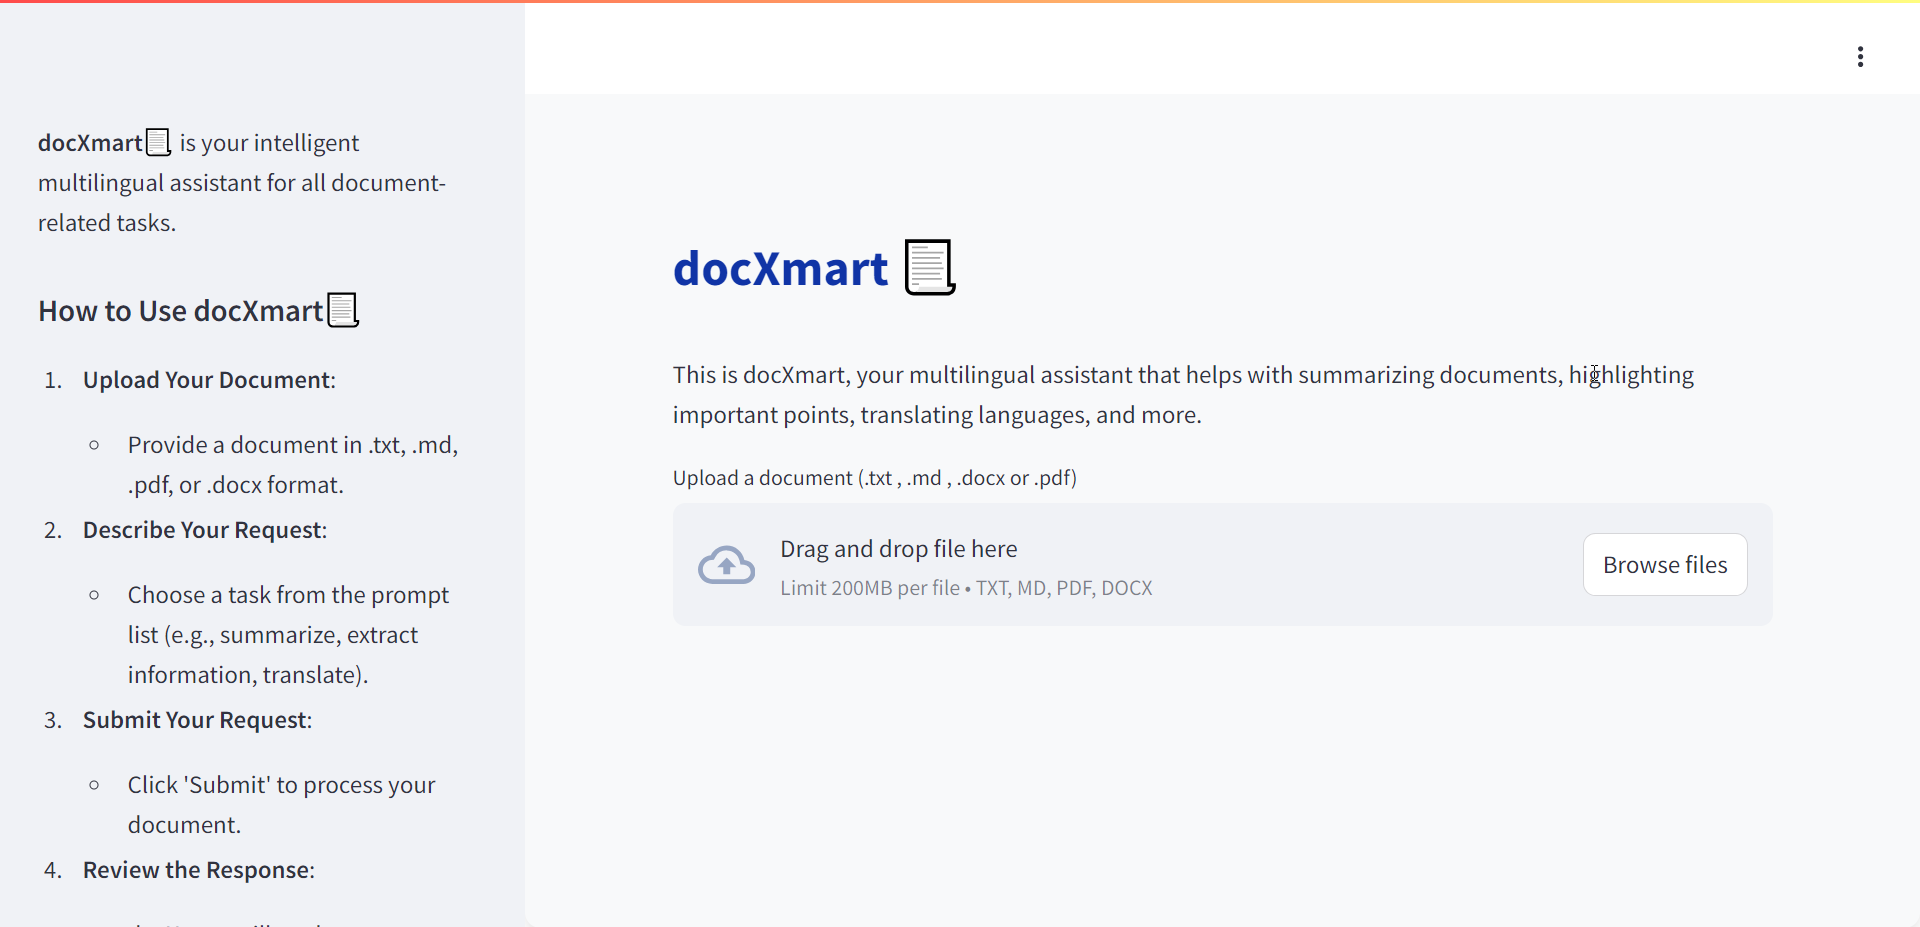 docXmart📜 is your intelligent
multilingual assistant for all document-
related tasks.
How to Use docXmart📜
1. Upload Your Document:
○ Provide a document in .txt, .md,
.pdf, or .docx format.
2. Describe Your Request:
○ Choose a task from the prompt
list (e.g., summarize, extract
information, translate).
3. Submit Your Request:
○ Click 'Submit' to process your
document.
4. Review the Response:
docXmart 📜
This is docXmart, your multilingual assistant that helps with summarizing documents, highlighting
important points, translating languages, and more.
Upload a document (.txt , .md , .docx or .pdf)
Drag and drop file here
Limit 200MB per file • TXT, MD, PDF, DOCX
Browse files